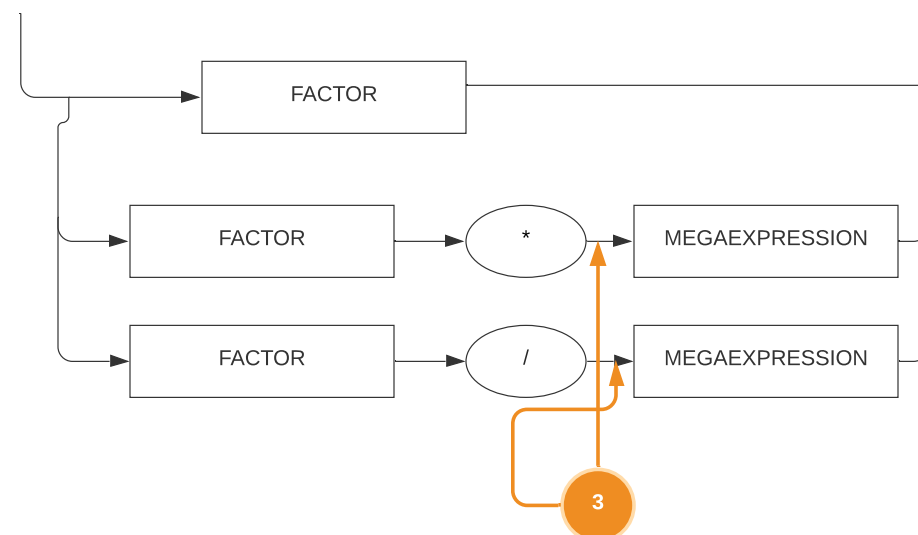 FACTOR
FACTOR
*
MEGAEXPRESSION
FACTOR
/
MEGAEXPRESSION
3